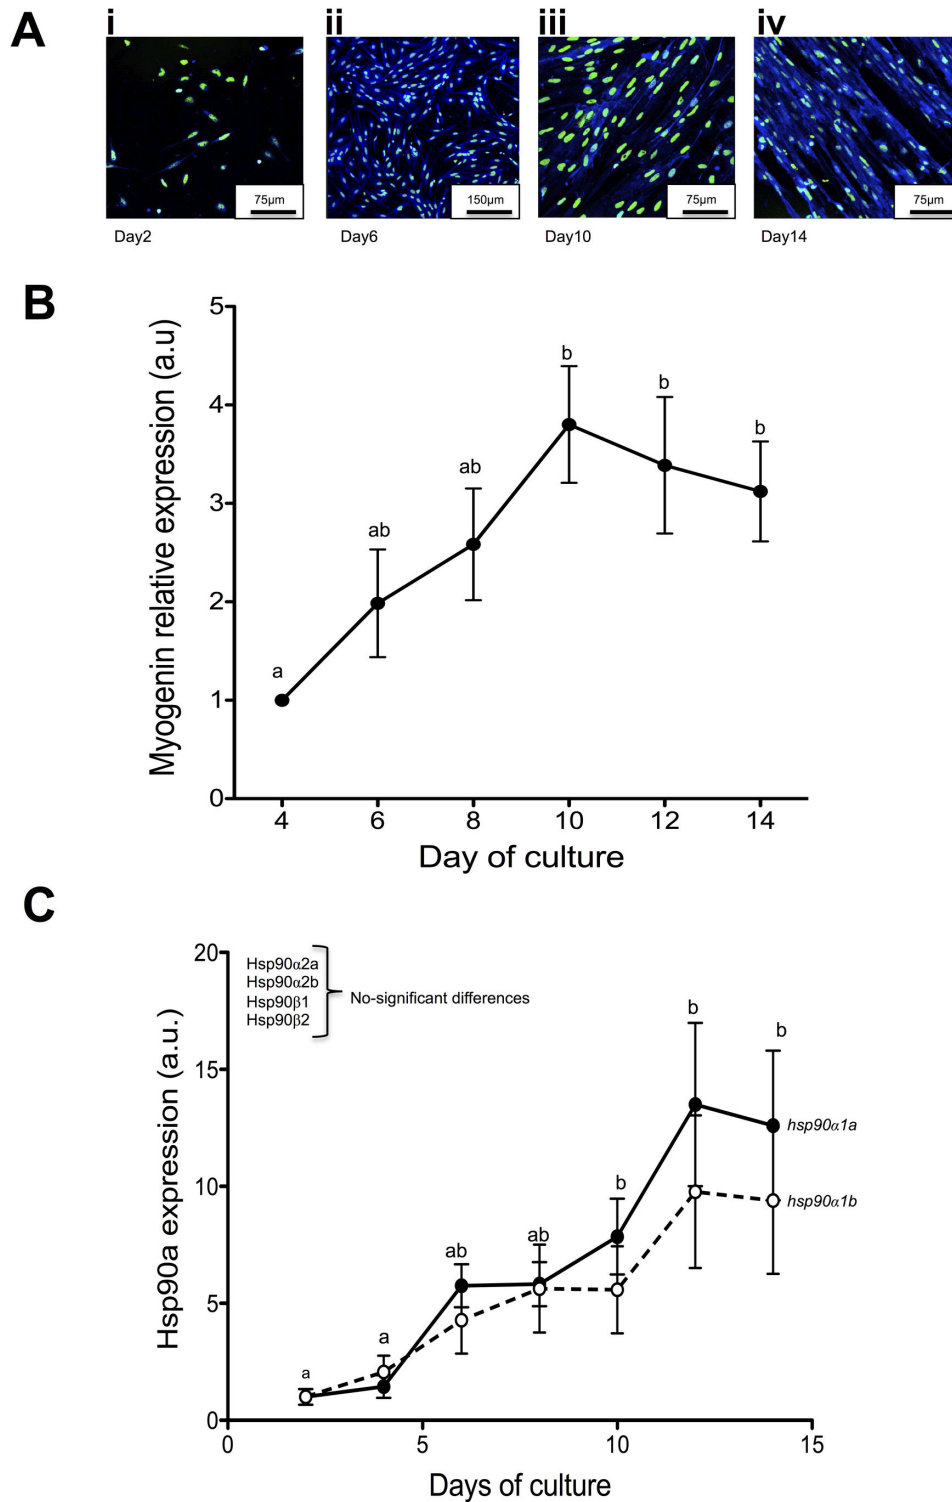 A
i
ii
iii
iv
75μm
150μm
75μm
75μm
Day2
Day6
Day10
Day14
B
Myogenin relative expression (a.u)
5
4
3
2
1
0
a
ab
ab
b
b
b
4
6
8
10
12
14
Day of culture
C
Hsp90a expression (a.u.)
20
15
10
5
0
Hsp90α2a
Hsp90α2b
Hsp90β1
Hsp90β2
No-significant differences
a
a
ab
ab
b
b
b
hsp90α1a
hsp90α1b
0
5
10
15
Days of culture